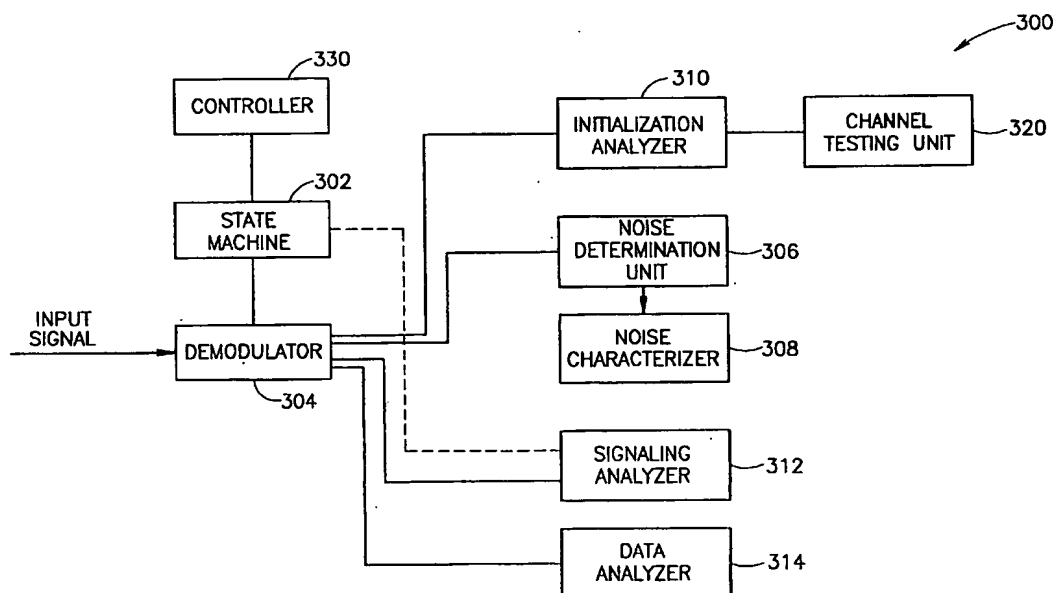 300
330
CONTROLLER
310
INITIALIZATION
ANALYZER
CHANNEL
TESTING UNIT
320
302
STATE
MACHINE
NOISE
DETERMINATION
UNIT
306
INPUT
SIGNAL
DEMODULATOR
304
NOISE
CHARACTERIZER
308
SIGNALING
ANALYZER
312
DATA
ANALYZER
314